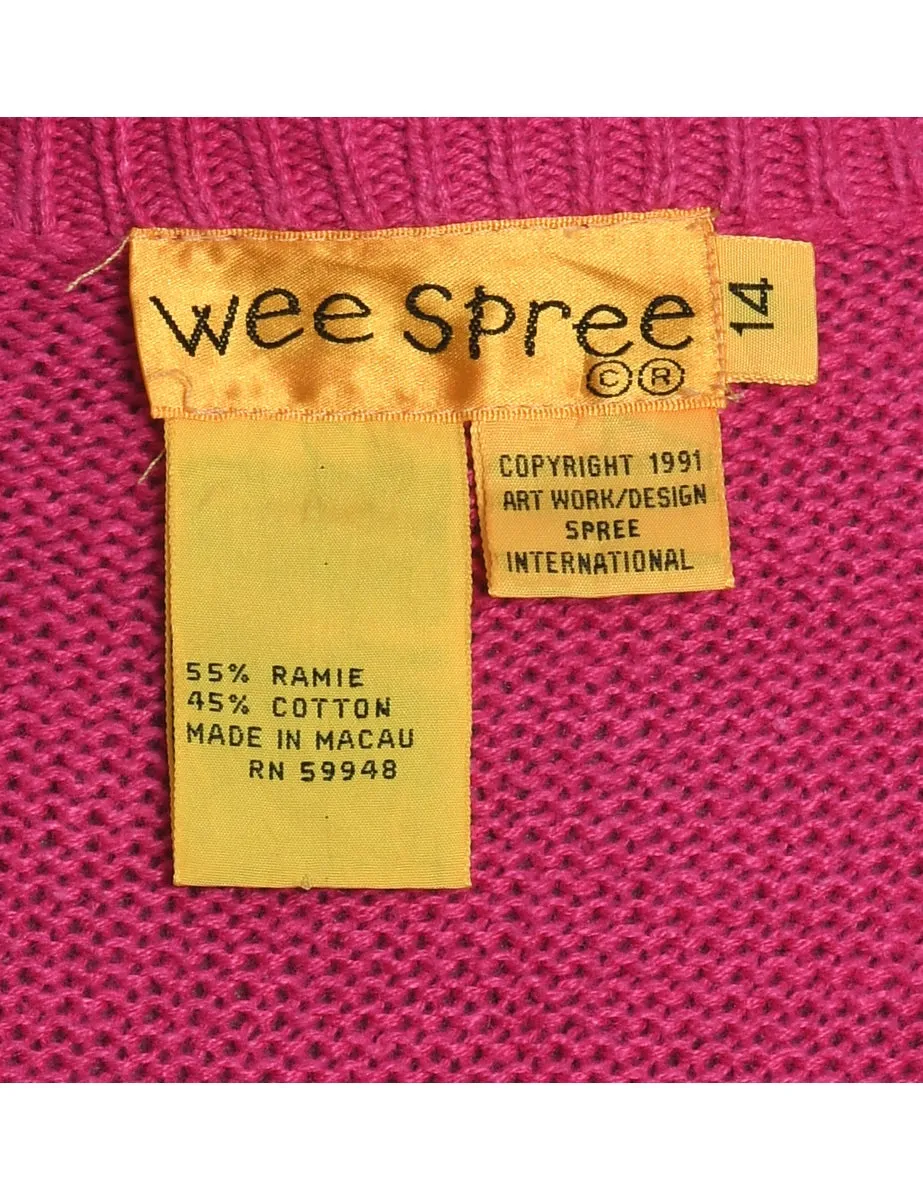 wee spree
©®
14
COPYRIGHT 1991
ART WORK/DESIGN
SPREE
INTERNATIONAL
55% RAMIE
45% COTTON
MADE IN MACAU
RN 59948